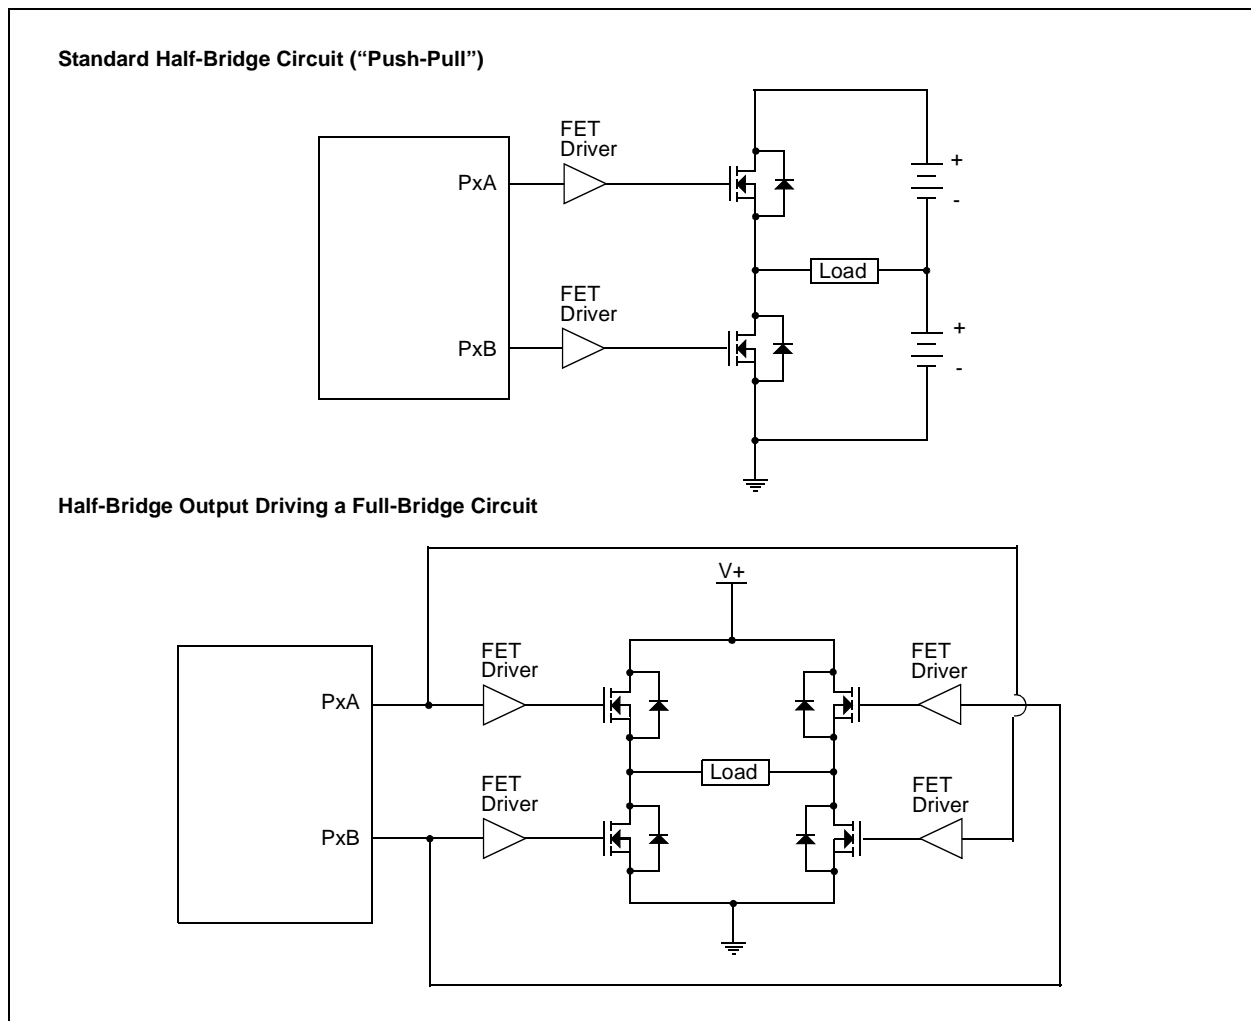 Standard Half-Bridge Circuit (“Push-Pull”)
FET
Driver
PxA
+
-
Load
FET
Driver
PxB
+
-
Half-Bridge Output Driving a Full-Bridge Circuit
V+
FET
Driver
FET
Driver
PxA
Load
FET
Driver
FET
Driver
PxB